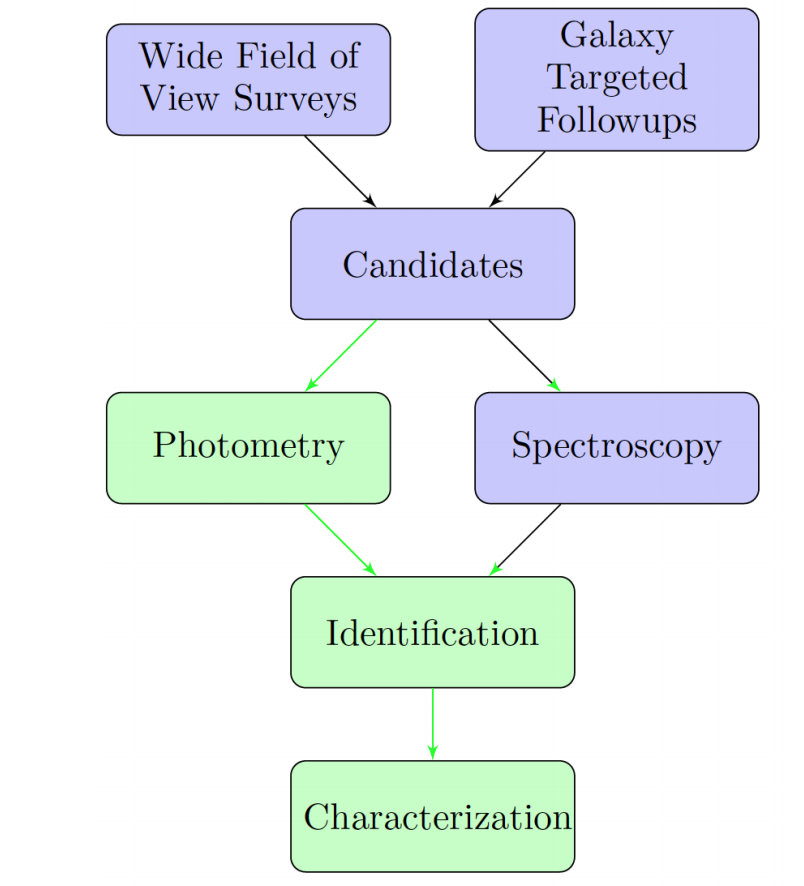 Wide Field of
View Surveys
Galaxy
Targeted
Followups
Candidates
Photometry
Spectroscopy
Identification
Characterization